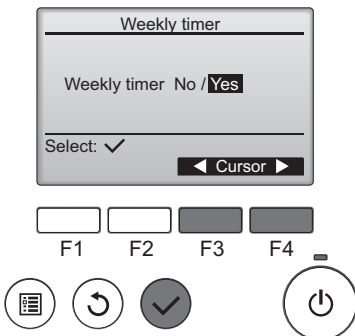 Weekly timer
Weekly timer No / Yes
Select: ✓
◀ Cursor ▶
F1 F2 F3 F4